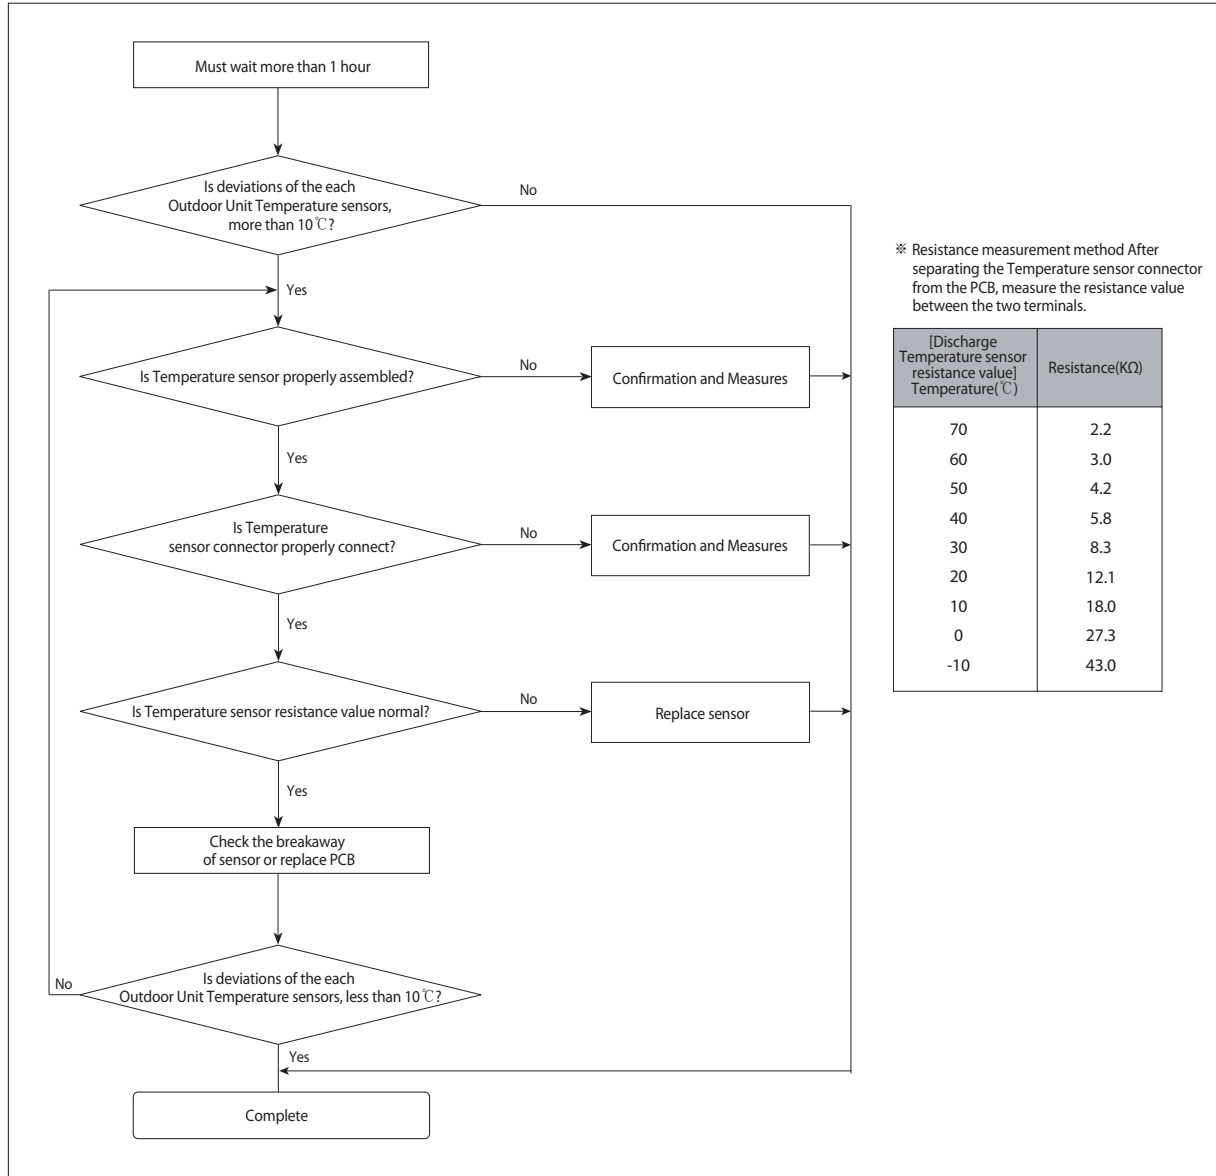 Must wait more than 1 hour
Is deviations of the each
Outdoor Unit Temperature sensors,
more than 10℃?
No
Yes
Is Temperature sensor properly assembled?
No
Confirmation and Measures
Yes
Is Temperature
sensor connector properly connect?
No
Confirmation and Measures
Yes
Is Temperature sensor resistance value normal?
No
Replace sensor
Yes
Check the breakaway
of sensor or replace PCB
Is deviations of the each
Outdoor Unit Temperature sensors, less than 10℃?
No
Yes
Complete
※ Resistance measurement method After
separating the Temperature sensor connector
from the PCB, measure the resistance value
between the two terminals.
[Discharge
Temperature sensor
resistance value]
Temperature(℃)
Resistance(KΩ)
70 2.2
60 3.0
50 4.2
40 5.8
30 8.3
20 12.1
10 18.0
0 27.3
-10 43.0